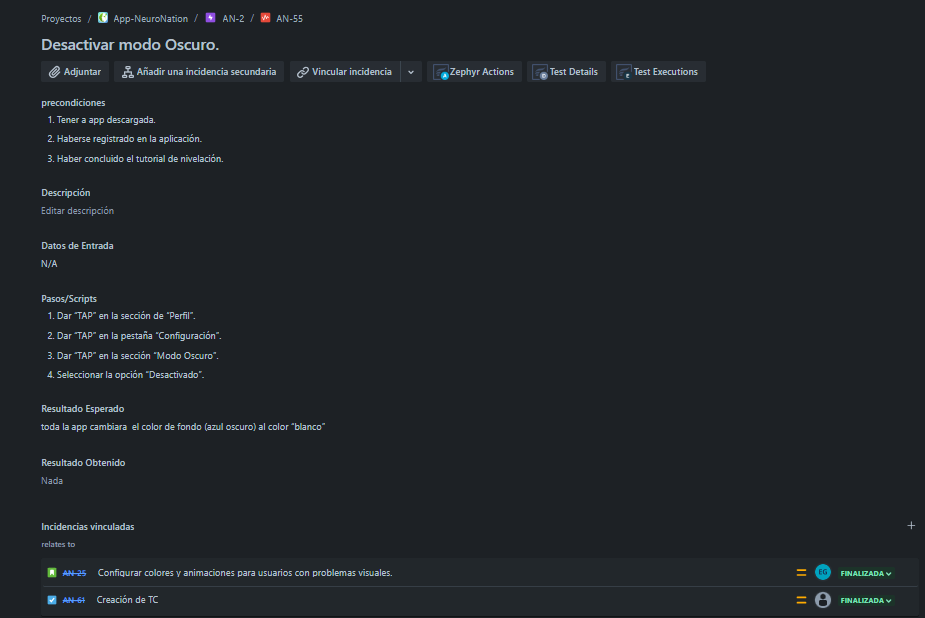 Proyectos / App-NeuroNation / AN-2 / AN-55
Desactivar modo Oscuro.
Adjuntar Añadir una incidencia secundaria Vincular incidencia Zephyr Actions Test Details Test Executions
precondiciones
1. Tener a app descargada.
2. Haberse registrado en la aplicación.
3. Haber concluido el tutorial de nivelación.
Descripción
Editar descripción
Datos de Entrada
N/A
Pasos/Scripts
1. Dar “TAP” en la sección de “Perfil”.
2. Dar “TAP” en la pestaña “Configuración”.
3. Dar “TAP” en la sección “Modo Oscuro”.
4. Seleccionar la opción “Desactivado”.
Resultado Esperado
toda la app cambiara el color de fondo (azul oscuro) al color “blanco”
Resultado Obtenido
Nada
Incidencias vinculadas
relates to
AN-25 Configurar colores y animaciones para usuarios con problemas visuales. EG FINALIZADA
AN-61 Creación de TC FINALIZADA